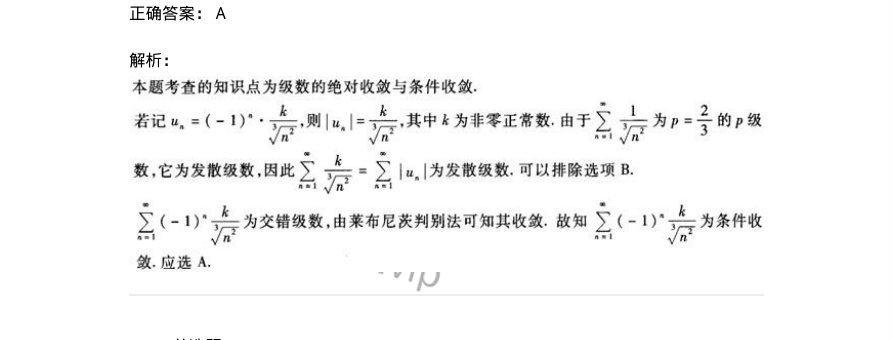 正确答案： A
解析：
本题考查的知识点为级数的绝对收敛与条件收敛.
若记 uₙ = (-1)ⁿ · k/∛n², 则 |uₙ| = k/∛n², 其中 k 为非零正常数. 由于 ∑_{n=1}^{∞} 1/∛n² 为 p = 2/3 的 p 级
数, 它为发散级数, 因此 ∑_{n=1}^{∞} k/∛n² = ∑_{n=1}^{∞} |uₙ| 为发散级数. 可以排除选项 B.
∑_{n=1}^{∞} (-1)ⁿ k/∛n² 为交错级数, 由莱布尼茨判别法可知其收敛. 故知 ∑_{n=1}^{∞} (-1)ⁿ k/∛n² 为条件收
敛. 应选 A.